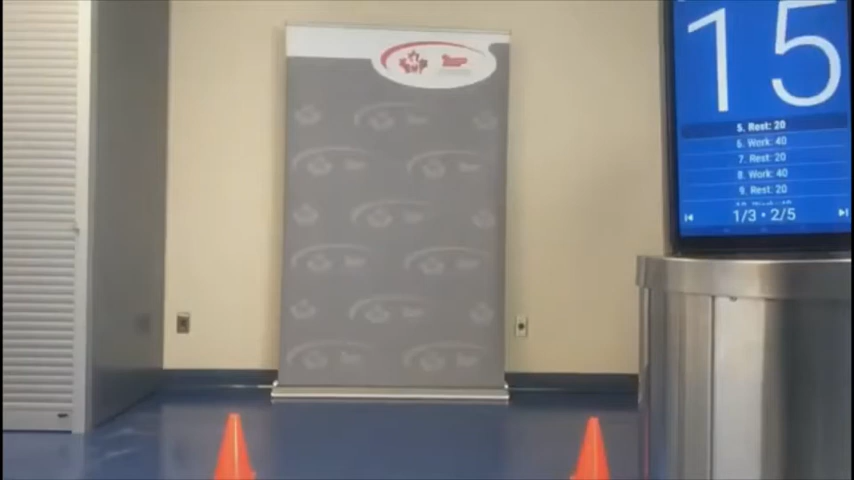 15
5. Rest: 20
6. Work: 40
7. Rest: 20
8. Work: 40
9. Rest: 20
1/3 • 2/5